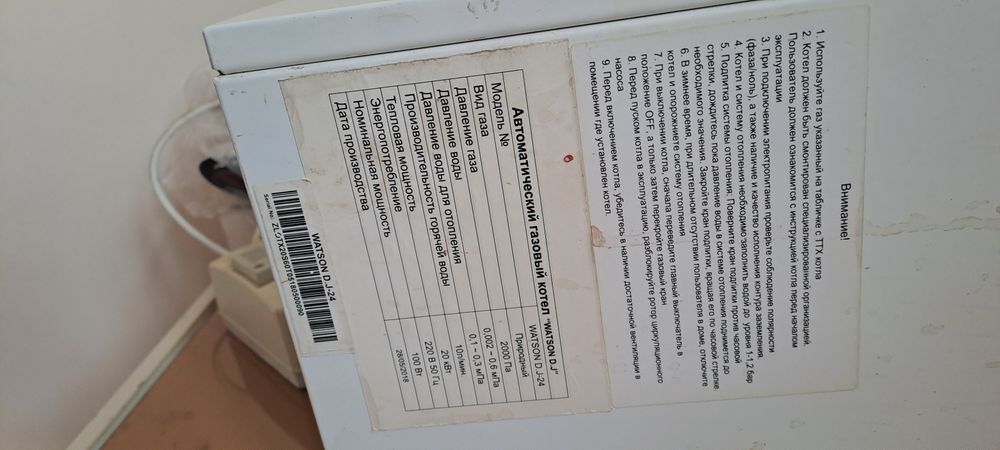 Внимание!
1. Используйте газ указанный на табличке с ТТХ котла
2. Котел должен быть смонтирован специализированной организацией.
Пользователь должен ознакомится с инструкцией котла перед началом
эксплуатации
3. При подключении электропитания проверьте соблюдение полярности
(фаза/ноль), а также наличие и качество исполнения контура заземления.
4. Котел и систему отопления необходимо заполнить водой до уровня 1-1,2 бар
5. Подпитка системы отопления: Поверните кран подпитки против часовой
стрелки, дождитесь пока давление воды в системе отопления поднимется до
необходимого значения. Закройте кран подпитки, вращая его по часовой стрелке
6. В зимнее время, при длительном отсутствии пользователя в доме, отключите
котел и опорожните систему отопления
7. При выключении котла, сначала переведите главный выключатель в
положение OFF, а только затем перекройте газовый кран
8. Перед пуском котла в эксплуатацию, разблокируйте ротор циркуляционного
насоса
9. Перед включением котла, убедитесь в наличии достаточной вентиляции в
помещении где установлен котел.
Автоматический газовый котел "WATSON D.J"
Модель № WATSON D.J-24
Вид газа Природный
Давление газа 2000 Па
Давление воды 0,002 – 0,6 мПа
Давление воды для отопления 0,1 – 0,3 мПа
Производительность горячей воды 10л/мин
Тепловая мощность 20 кВт
Энергопотребление 220 В 50 Гц
Номинальная мощность 100 Вт
Дата производства 28/05/2018
WATSON D.J-24
Serial No.: